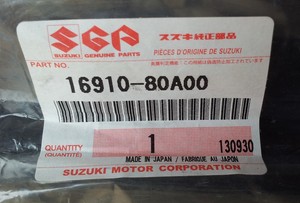 SGP スズキ純正部品
SUZUKI GENUINE PARTS PIÈCES D'ORIGINE DE SUZUKI
PART NO.
16910-80A00
QUANTITY 1 130930
(QUANTITÉ)
MADE IN JAPAN / FABRIQUÉ AU JAPON
SUZUKI MOTOR CORPORATION